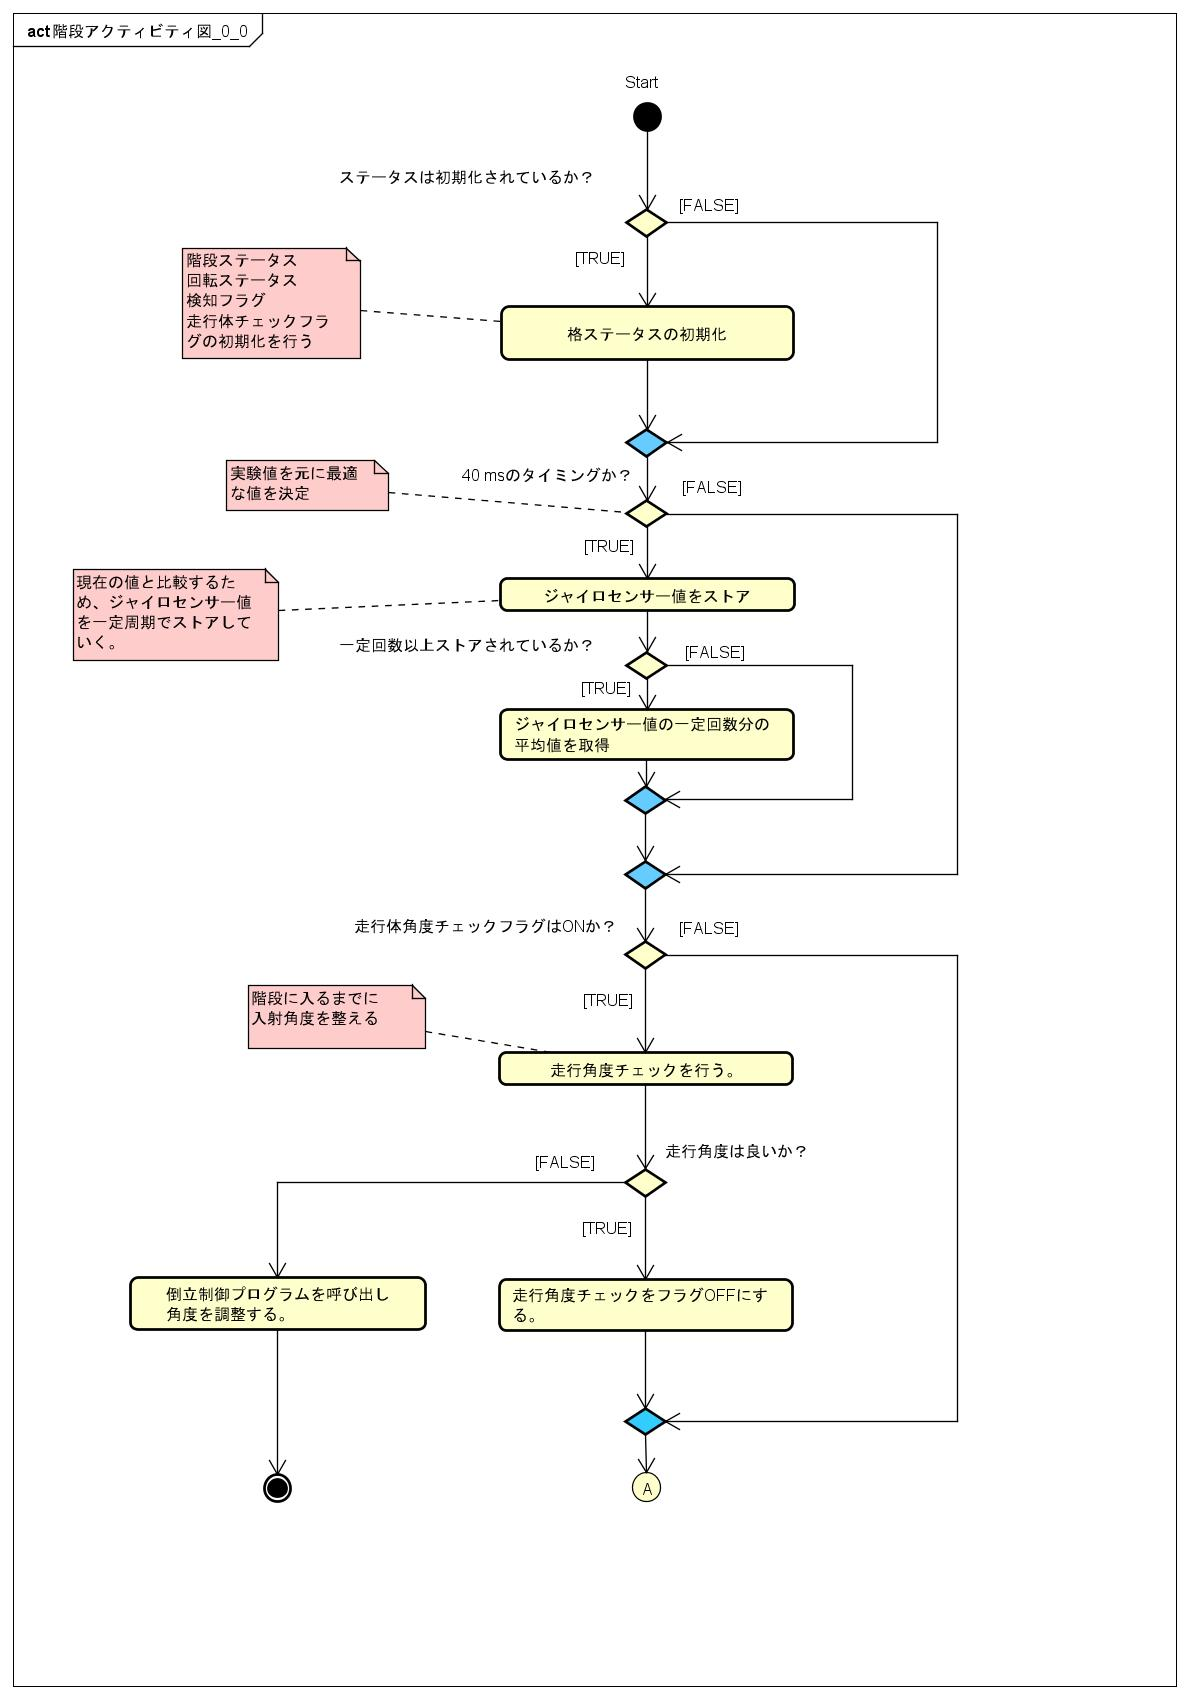 act 階段アクティビティ図_0_0
Start
ステータスは初期化されているか?
[FALSE]
[TRUE]
階段ステータス
回転ステータス
検知フラグ
走行体チェックフラ
グの初期化を行う
格ステータスの初期化
実験値を元に最適
な値を決定
40 msのタイミングか?
[FALSE]
[TRUE]
現在の値と比較するた
め、ジャイロセンサー値
を一定周期でストアして
いく。
ジャイロセンサー値をストア
一定回数以上ストアされているか?
[FALSE]
[TRUE]
ジャイロセンサー値の一定回数分の
平均値を取得
走行体角度チェックフラグはONか?
[FALSE]
[TRUE]
階段に入るまでに
入射角度を整える
走行角度チェックを行う。
走行角度は良いか?
[FALSE]
[TRUE]
倒立制御プログラムを呼び出し
角度を調整する。
走行角度チェックをフラグOFFにす
る。
A